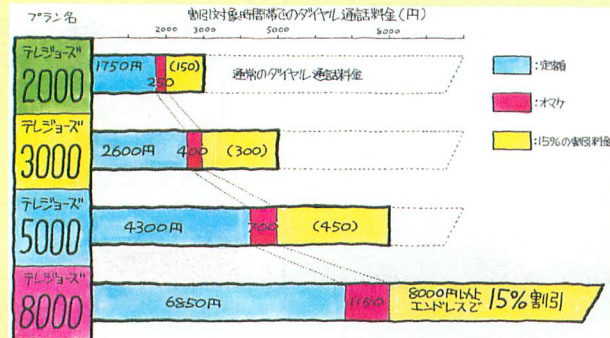 プラン名
割引対象時間帯でのダイヤル通話料金(円)
2000 3000 5000 8000
テレジョーズ
2000
1750円
250
(150)
通常のダイヤル通話料金
テレジョーズ
3000
2600円
400
(300)
テレジョーズ
5000
4300円
700
(450)
テレジョーズ
8000
6850円
1150
8000円以上
エンドレスで 15%割引
:定額
:オマケ
:15%の割引料金